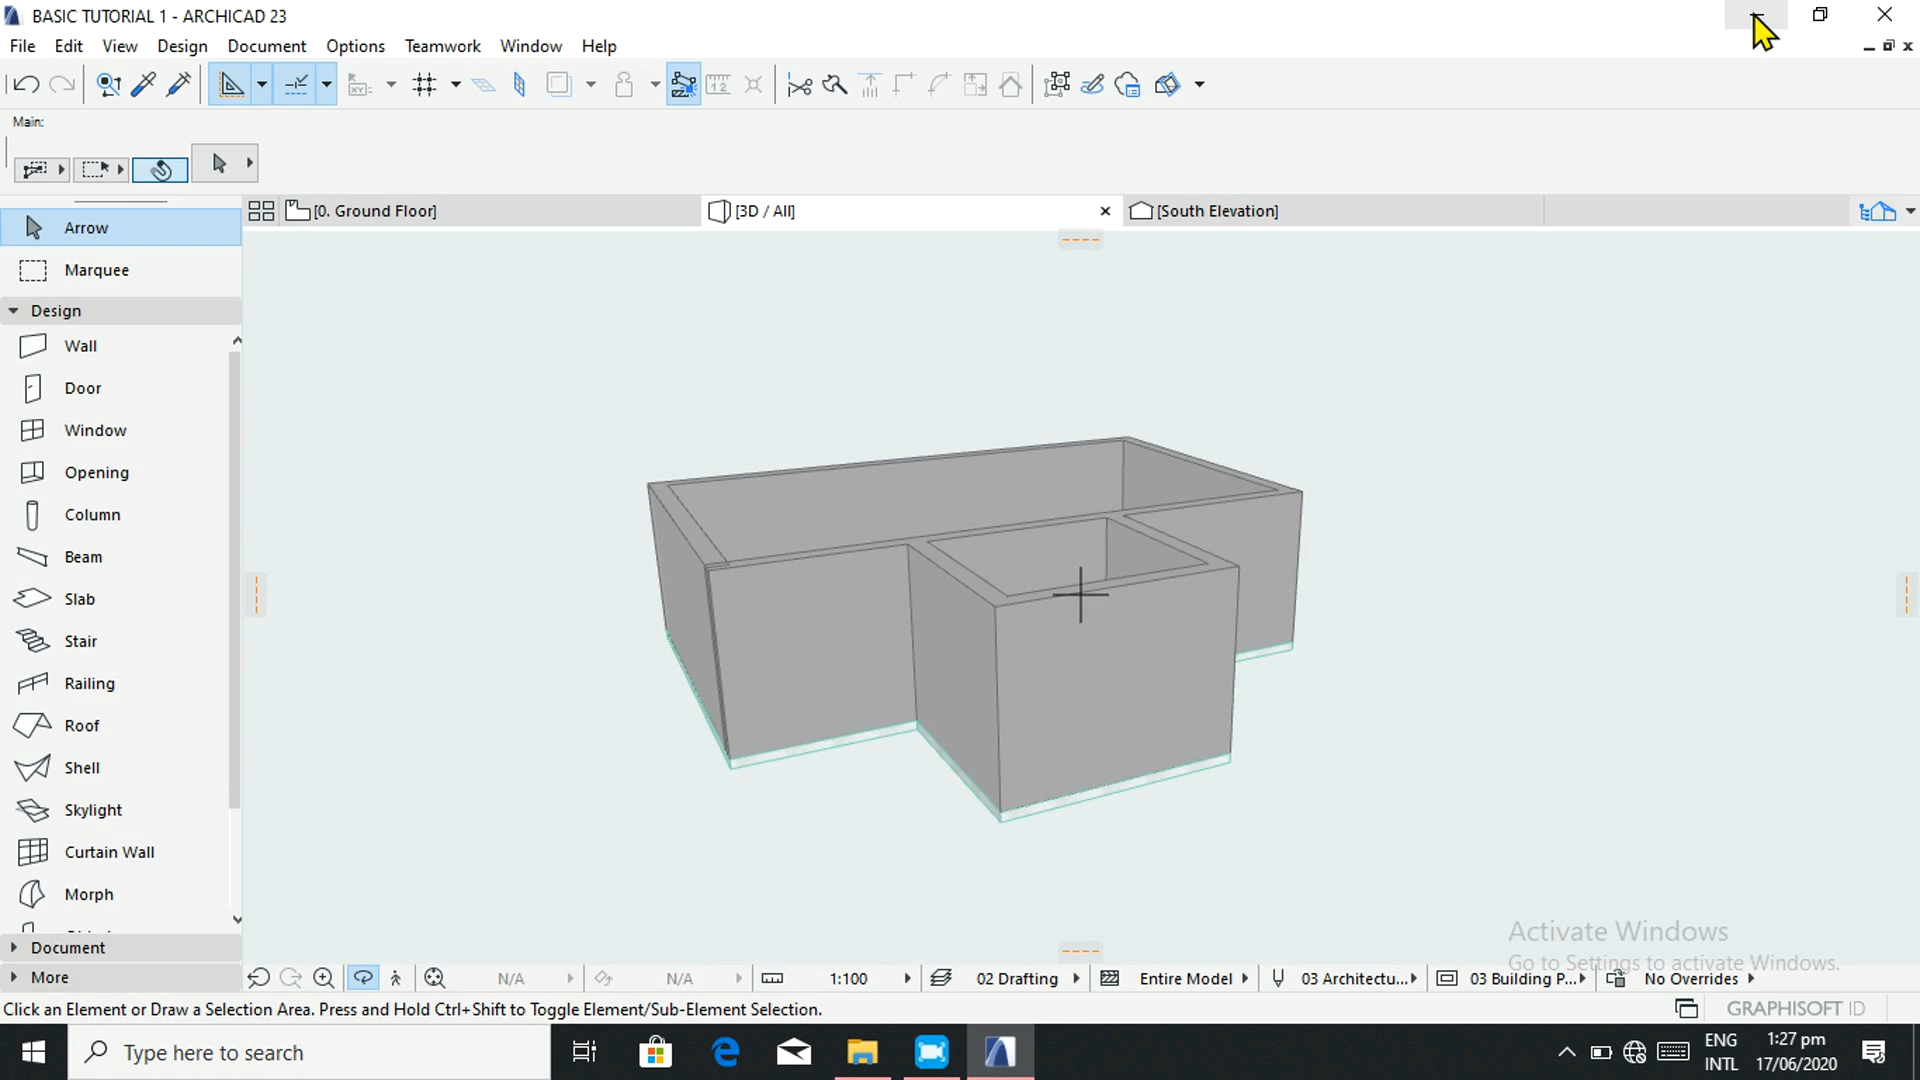 BASIC TUTORIAL 1 - ARCHICAD 23
File Edit View Design Document Options Teamwork Window Help
Main:
Arrow
Marquee
Design
Wall
Door
Window
Opening
Column
Beam
Slab
Stair
Railing
Roof
Shell
Skylight
Curtain Wall
Morph
Document
More
[0. Ground Floor]
[3D / All]
[South Elevation]
Activate Windows
Go to Settings to activate Windows.
N/A N/A 1:100 02 Drafting Entire Model 03 Architectu... 03 Building P... No Overrides
Click an Element or Draw a Selection Area. Press and Hold Ctrl+Shift to Toggle Element/Sub-Element Selection.
GRAPHISOFT ID
Type here to search
ENG
INTL
1:27 pm
17/06/2020